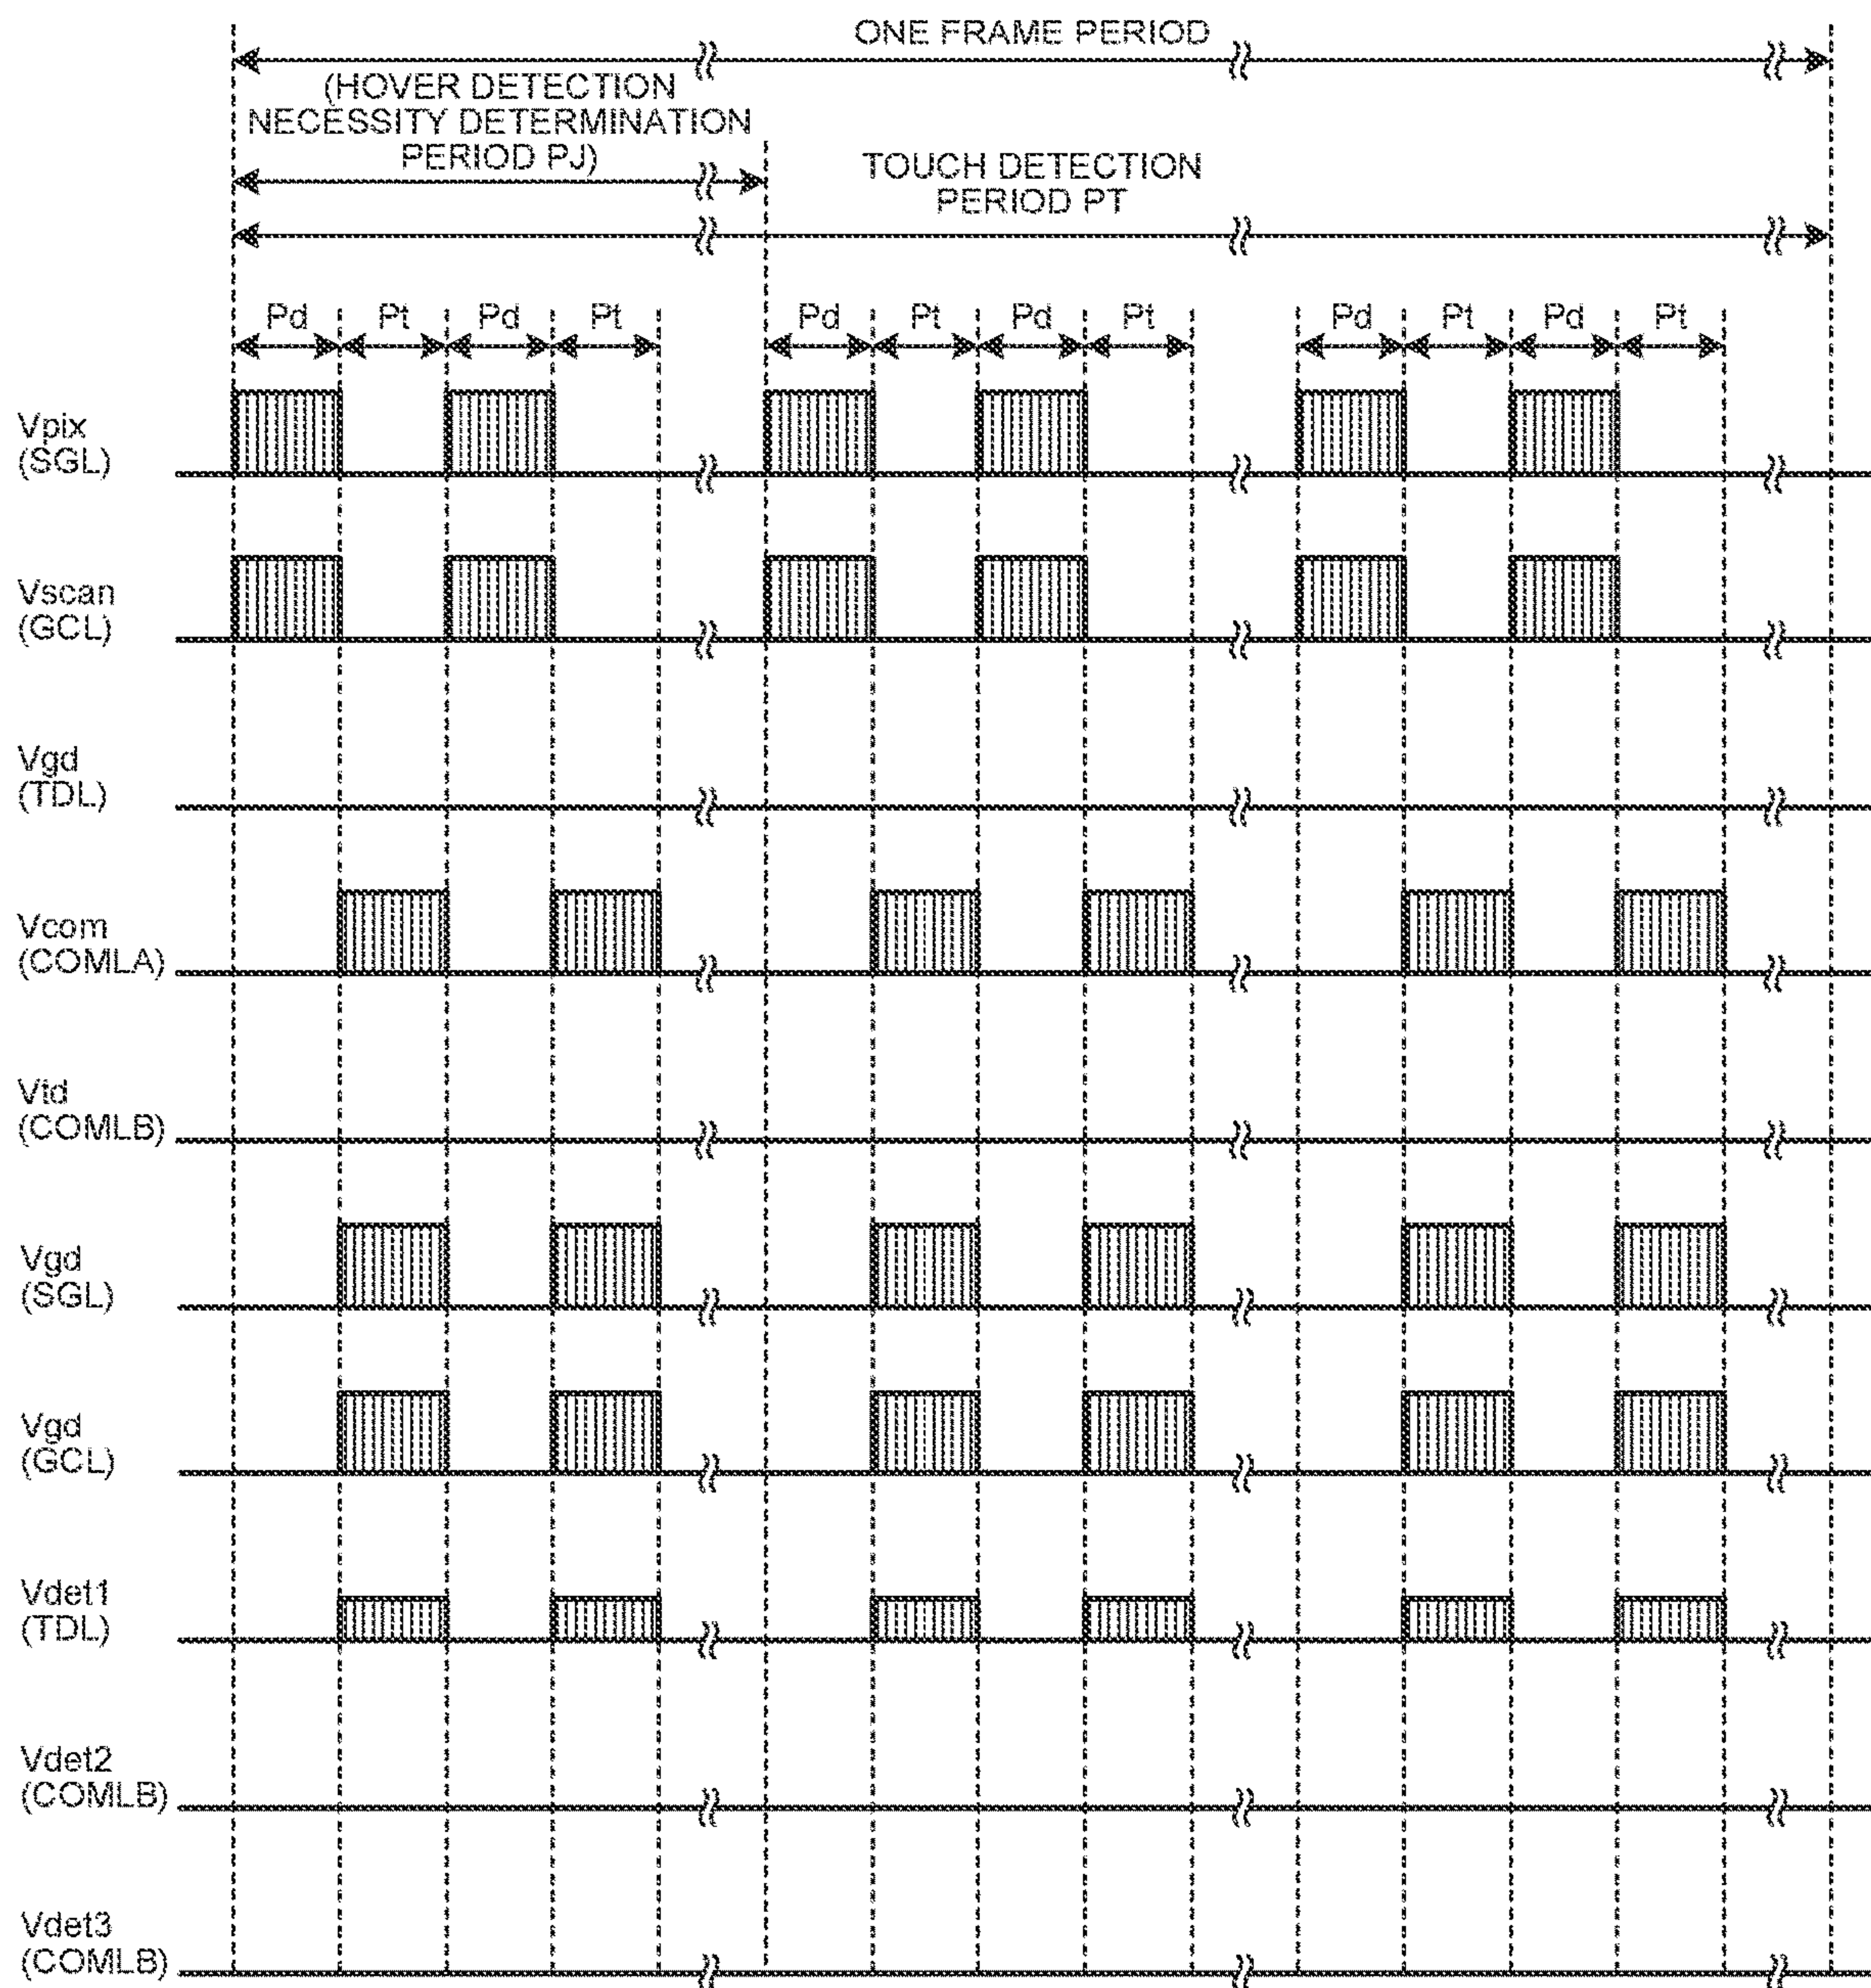 ONE FRAME PERIOD
(HOVER DETECTION
NECESSITY DETERMINATION
PERIOD PJ)
TOUCH DETECTION
PERIOD PT
Pd Pt Pd Pt Pd Pt Pd Pt Pd Pt Pd Pt
Vpix
(SGL)
Vscan
(GCL)
Vgd
(TDL)
Vcom
(COMLA)
Vtd
(COMLB)
Vgd
(SGL)
Vgd
(GCL)
Vdet1
(TDL)
Vdet2
(COMLB)
Vdet3
(COMLB)